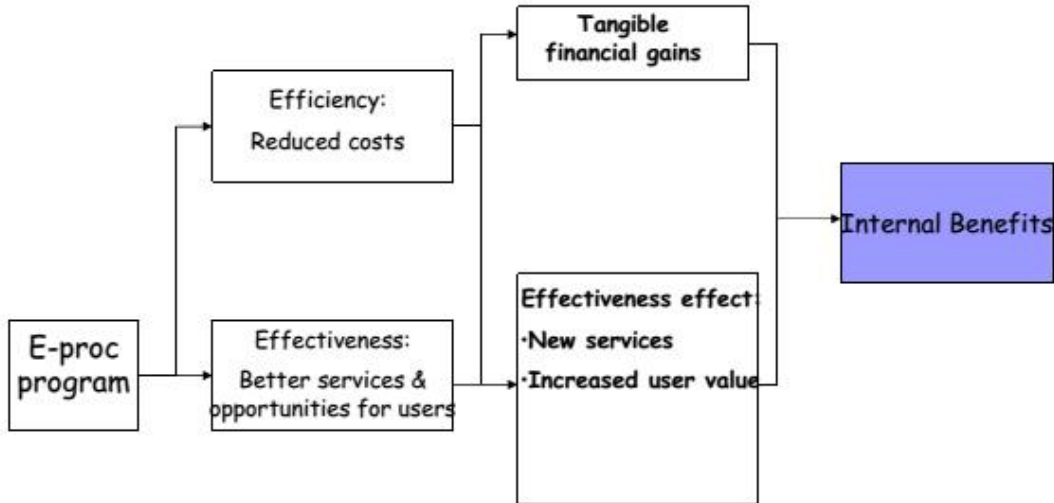 Tangible
financial gains
Efficiency:
Reduced costs
Internal Benefits
Effectiveness effect:
·New services
·Increased user value
E-proc
program
Effectiveness:
Better services &
opportunities for users